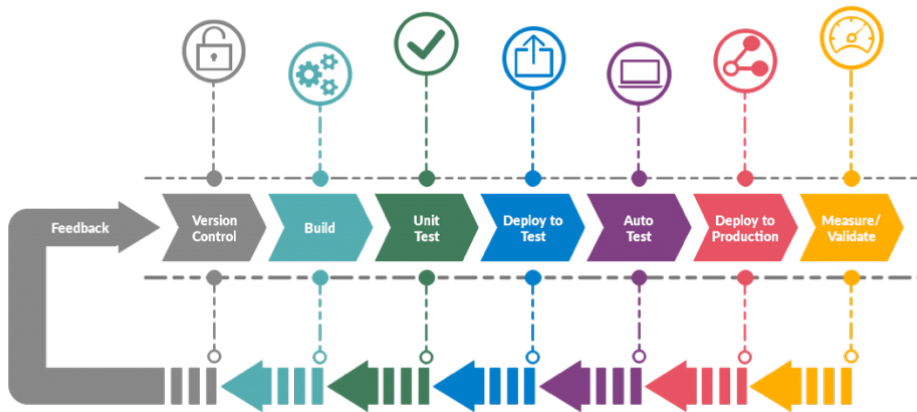 Feedback
Version
Control
Build
Unit
Test
Deploy to
Test
Auto
Test
Deploy to
Production
Measure/
Validate